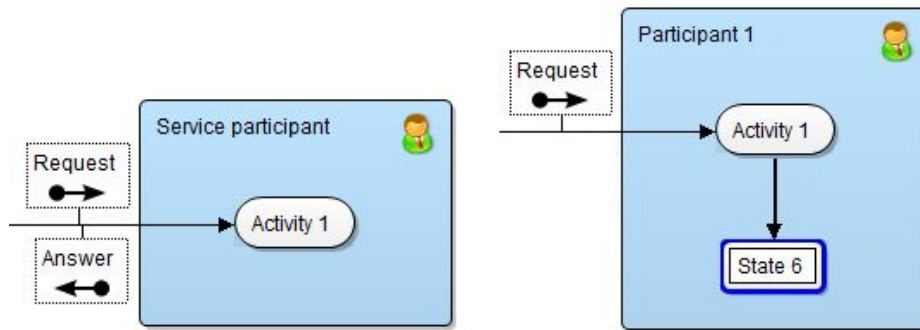 Service participant
Request
Activity 1
Answer
Participant 1
Request
Activity 1
State 6